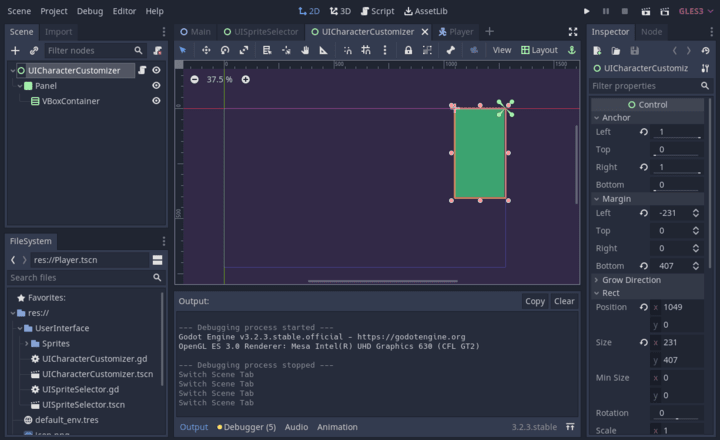 Scene Project Debug Editor Help 2D 3D Script AssetLib GLES3
Scene Import
Filter nodes
UICharacterCustomizer
Panel
VBoxContainer
FileSystem
res://Player.tscn
Search files
Favorites:
res://
UserInterface
Sprites
UICharacterCustomizer.gd
UICharacterCustomizer.tscn
UISpriteSelector.gd
UISpriteSelector.tscn
default_env.tres
Main UISpriteSelector UICharacterCustomizer Player
View Layout
0 500 1000 1500
37.5 %
0
500
Output: Copy Clear
--- Debugging process started ---
Godot Engine v3.2.3.stable.official - https://godotengine.org
OpenGL ES 3.0 Renderer: Mesa Intel(R) UHD Graphics 630 (CFL GT2)
--- Debugging process stopped ---
Switch Scene Tab
Switch Scene Tab
Switch Scene Tab
Switch Scene Tab
Output Debugger (5) Audio Animation 3.2.3.stable
Inspector Node
UICharacterCustomiz
Filter properties
Control
Anchor
Left 1
Top 0
Right 1
Bottom 0
Margin
Left -231
Top 0
Right 0
Bottom 407
Grow Direction
Rect
Position x 1049
y 0
Size x 231
y 407
Min Size x 0
y 0
Rotation 0
Scale x 1